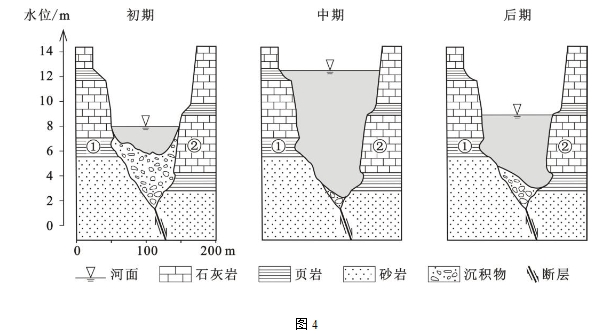 水位/m 初期 中期 后期
14
12
10
8
6
4
2
0
① ② ① ② ① ②
0 100 200 m
河面 石灰岩 页岩 砂岩 沉积物 断层
图 4